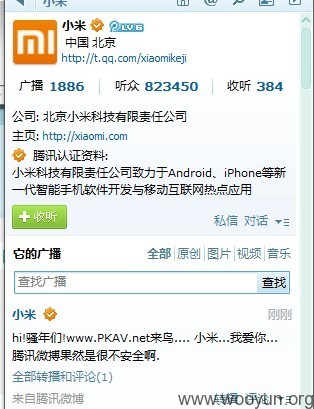 小米
小米 LV6
中国 北京
http://t.qq.com/xiaomikeji
广播 1886 听众 823450 收听 384
公司: 北京小米科技有限责任公司
主页: http://xiaomi.com
腾讯认证资料:
小米科技有限责任公司致力于Android、iPhone等新
一代智能手机软件开发与移动互联网热点应用
+ 收听
私信 对话
它的广播 全部 原创 图片 视频 音乐
查找广播 查找
小米 刚刚
hi!骚年们!www.PKAV.net来鸟.... 小米...我爱你...
腾讯微博果然是很不安全啊.
全部转播和评论(1)
来自腾讯微博 转播 评论
www.wooyun.org